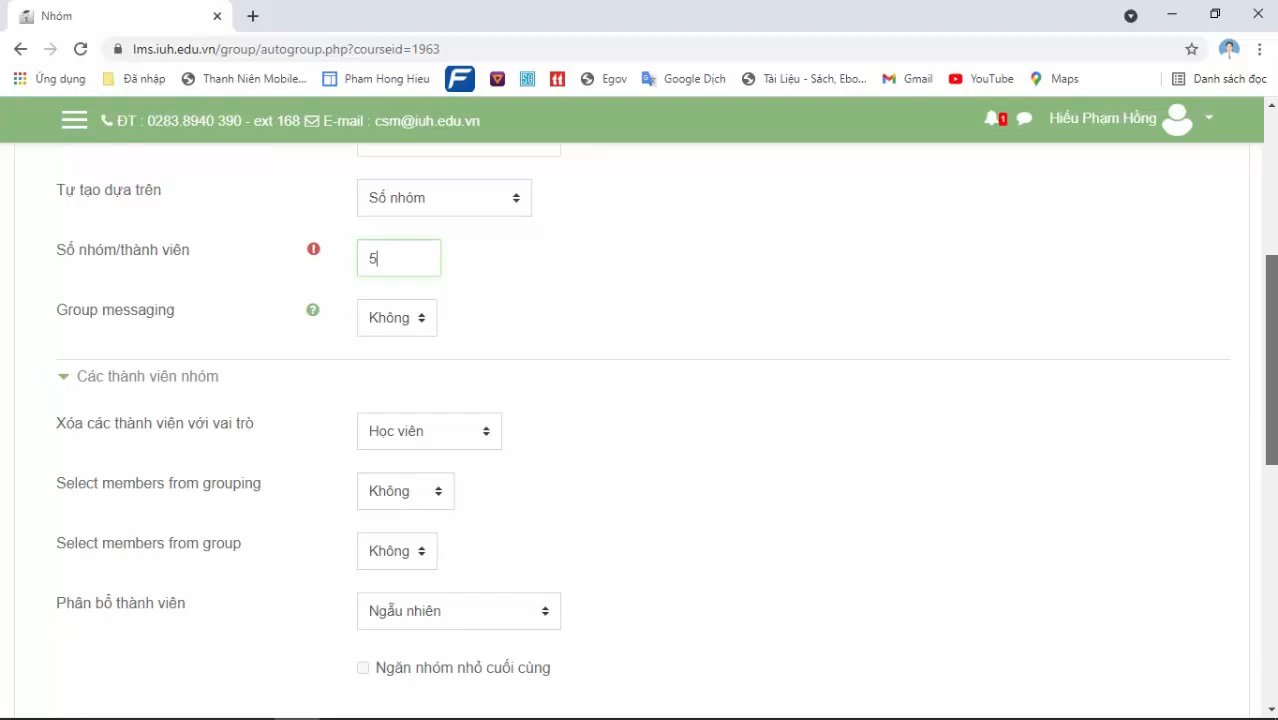 Nhóm
lms.iuh.edu.vn/group/autogroup.php?courseid=1963
Ứng dụng Đã nhập Thanh Niên Mobile... Pham Hong Hieu Egov Google Dịch Tài Liệu - Sách, Ebo... Gmail YouTube Maps Danh sách đọc
ĐT : 0283.8940 390 - ext 168 E-mail : csm@iuh.edu.vn 1 Hiếu Phạm Hồng
Tự tạo dựa trên Số nhóm
Số nhóm/thành viên 5
Group messaging Không
Các thành viên nhóm
Xóa các thành viên với vai trò Học viên
Select members from grouping Không
Select members from group Không
Phân bổ thành viên Ngẫu nhiên
Ngăn nhóm nhỏ cuối cùng